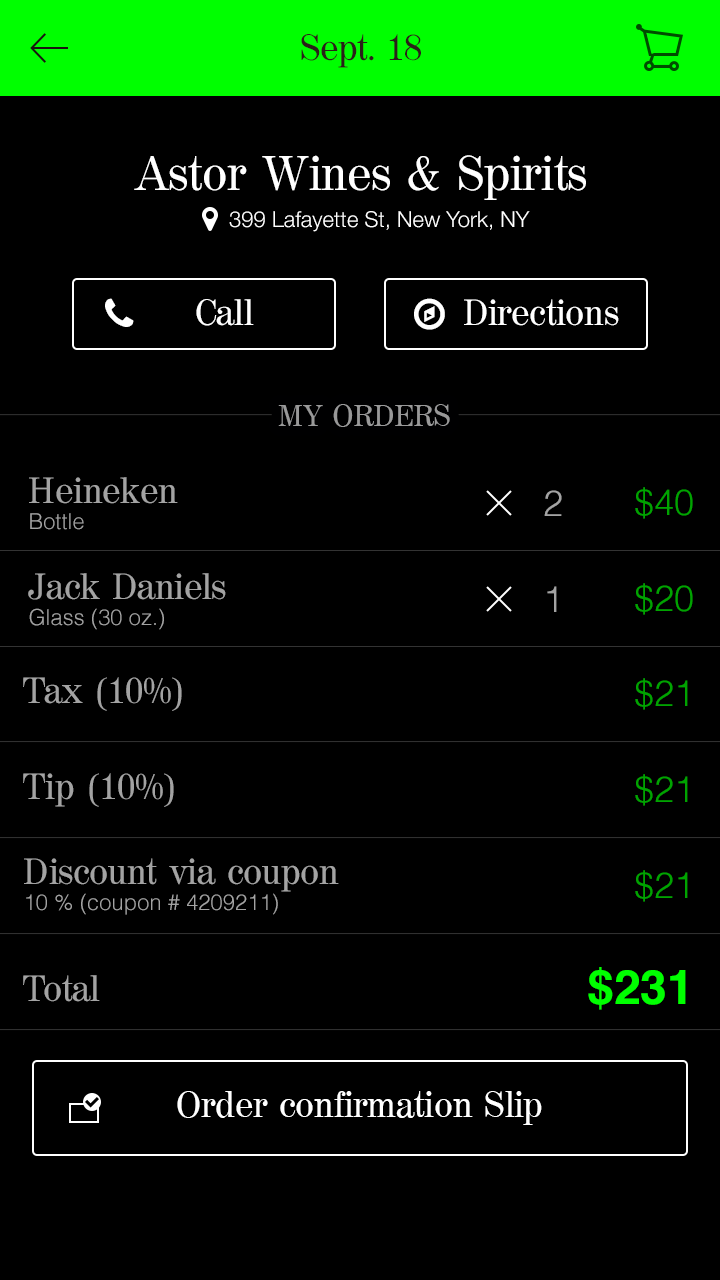 Sept. 18
Astor Wines & Spirits
399 Lafayette St, New York, NY
Call
Directions
MY ORDERS
Heineken 2 $40
Bottle
Jack Daniels 1 $20
Glass (30 oz.)
Tax (10%) $21
Tip (10%) $21
Discount via coupon $21
10 % (coupon # 4209211)
Total $231
Order confirmation Slip